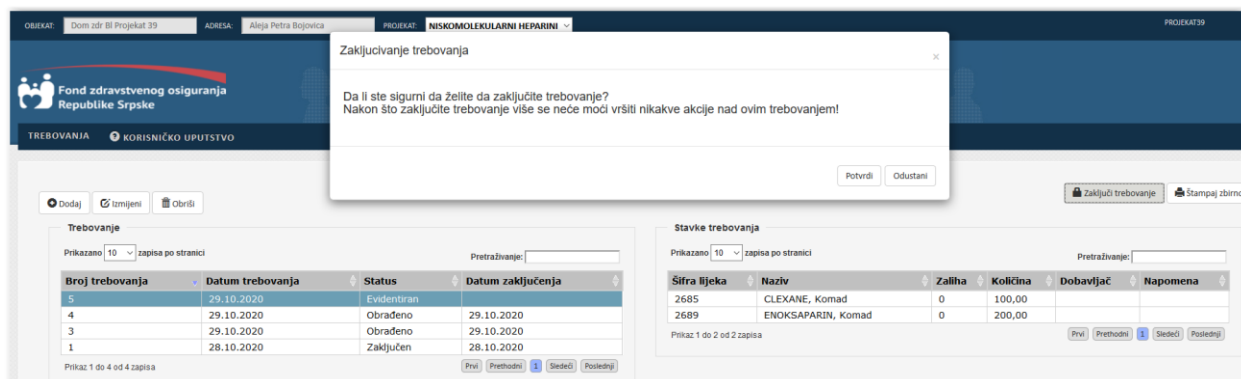 OBJEKAT: Dom zdr Bl Projekat 39 ADRESA: Aleja Petra Bojovica PROJEKAT: NISKOMOLEKULARNI HEPARINI PROJEKAT39
Zakljucivanje trebovanja ×
Da li ste sigurni da želite da zaključite trebovanje?
Nakon što zaključite trebovanje više se neće moći vršiti nikakve akcije nad ovim trebovanjem!
Potvrdi Odustani
Fond zdravstvenog osiguranja
Republike Srpske
TREBOVANJA KORISNIČKO UPUTSTVO
Dodaj Izmijeni Obriši Zaključi trebovanje Štampaj zbirno
Trebovanje
Prikazano 10 zapisa po stranici Pretraživanje:
Broj trebovanja Datum trebovanja Status Datum zaključenja
5 29.10.2020 Evidentiran
4 29.10.2020 Obrađeno 29.10.2020
3 29.10.2020 Obrađeno 29.10.2020
1 28.10.2020 Zaključen 28.10.2020
Prikaz 1 do 4 od 4 zapisa Prvi Prethodni 1 Sledeći Poslednji
Stavke trebovanja
Prikazano 10 zapisa po stranici Pretraživanje:
Šifra lijeka Naziv Zaliha Količina Dobavljač Napomena
2685 CLEXANE, Komad 0 100,00
2689 ENOKSAPARIN, Komad 0 200,00
Prikaz 1 do 2 od 2 zapisa Prvi Prethodni 1 Sledeći Poslednji